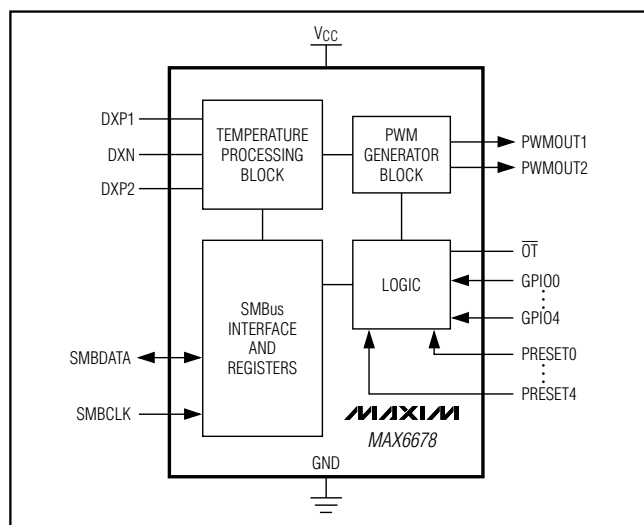 VCC
DXP1
DXN
DXP2
TEMPERATURE
PROCESSING
BLOCK
PWM
GENERATOR
BLOCK
PWMOUT1
PWMOUT2
SMBus
INTERFACE
AND
REGISTERS
LOGIC
OT
GPIO0
GPIO4
PRESET0
PRESET4
SMBDATA
SMBCLK
MAXIM
MAX6678
GND